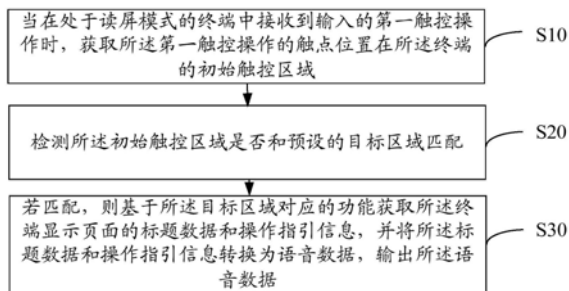 当在处于读屏模式的终端中接收到输入的第一触控操
作时，获取所述第一触控操作的触点位置在所述终端
的初始触控区域
S10
检测所述初始触控区域是否和预设的目标区域匹配
S20
若匹配，则基于所述目标区域对应的功能获取所述终
端显示页面的标题数据和操作指引信息，并将所述标
题数据和操作指引信息转换为语音数据，输出所述语
音数据
S30